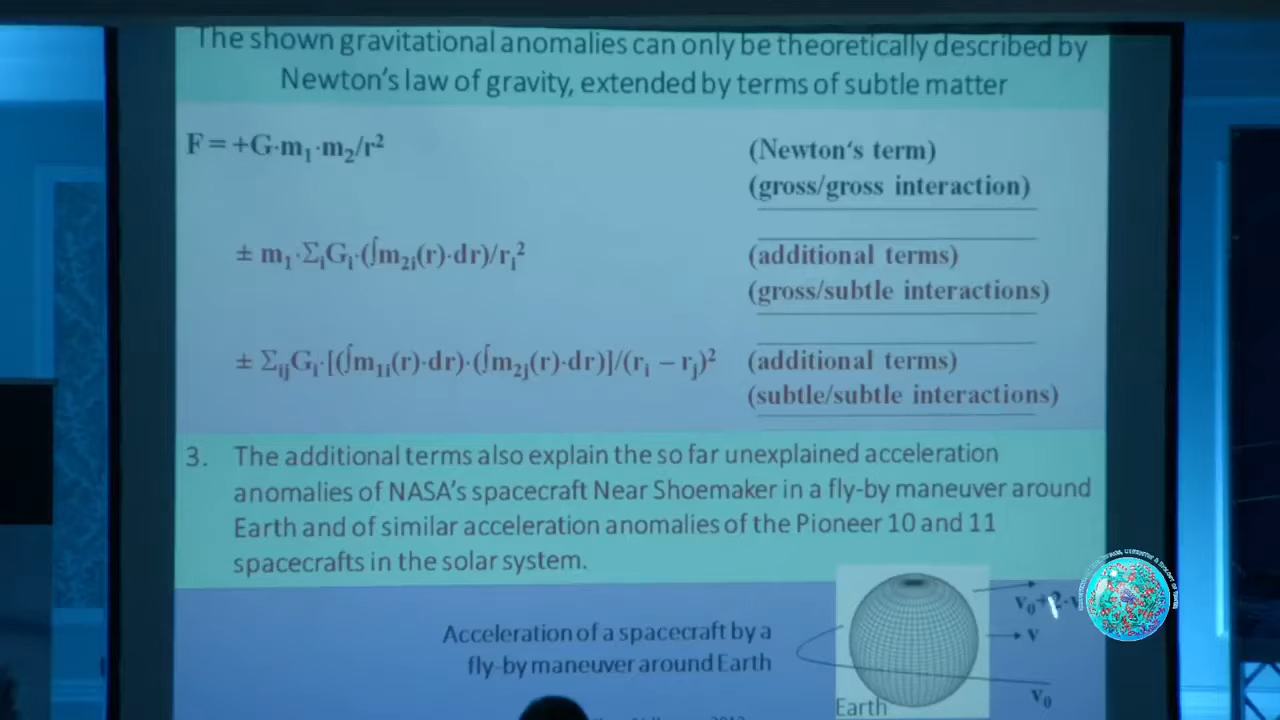 The shown gravitational anomalies can only be theoretically described by
Newton's law of gravity, extended by terms of subtle matter
F = +G·m₁·m₂/r² (Newton‘s term)
(gross/gross interaction)
± m₁·ΣᵢGᵢ·(∫m₂ᵢ(r)·dr)/rᵢ² (additional terms)
(gross/subtle interactions)
± ΣᵢⱼGᵢ·[(∫m₁ᵢ(r)·dr)·(∫m₂ⱼ(r)·dr)]/(rᵢ – rⱼ)² (additional terms)
(subtle/subtle interactions)
3. The additional terms also explain the so far unexplained acceleration
anomalies of NASA's spacecraft Near Shoemaker in a fly-by maneuver around
Earth and of similar acceleration anomalies of the Pioneer 10 and 11
spacecrafts in the solar system.
Acceleration of a spacecraft by a
fly-by maneuver around Earth
v
v₀
Earth